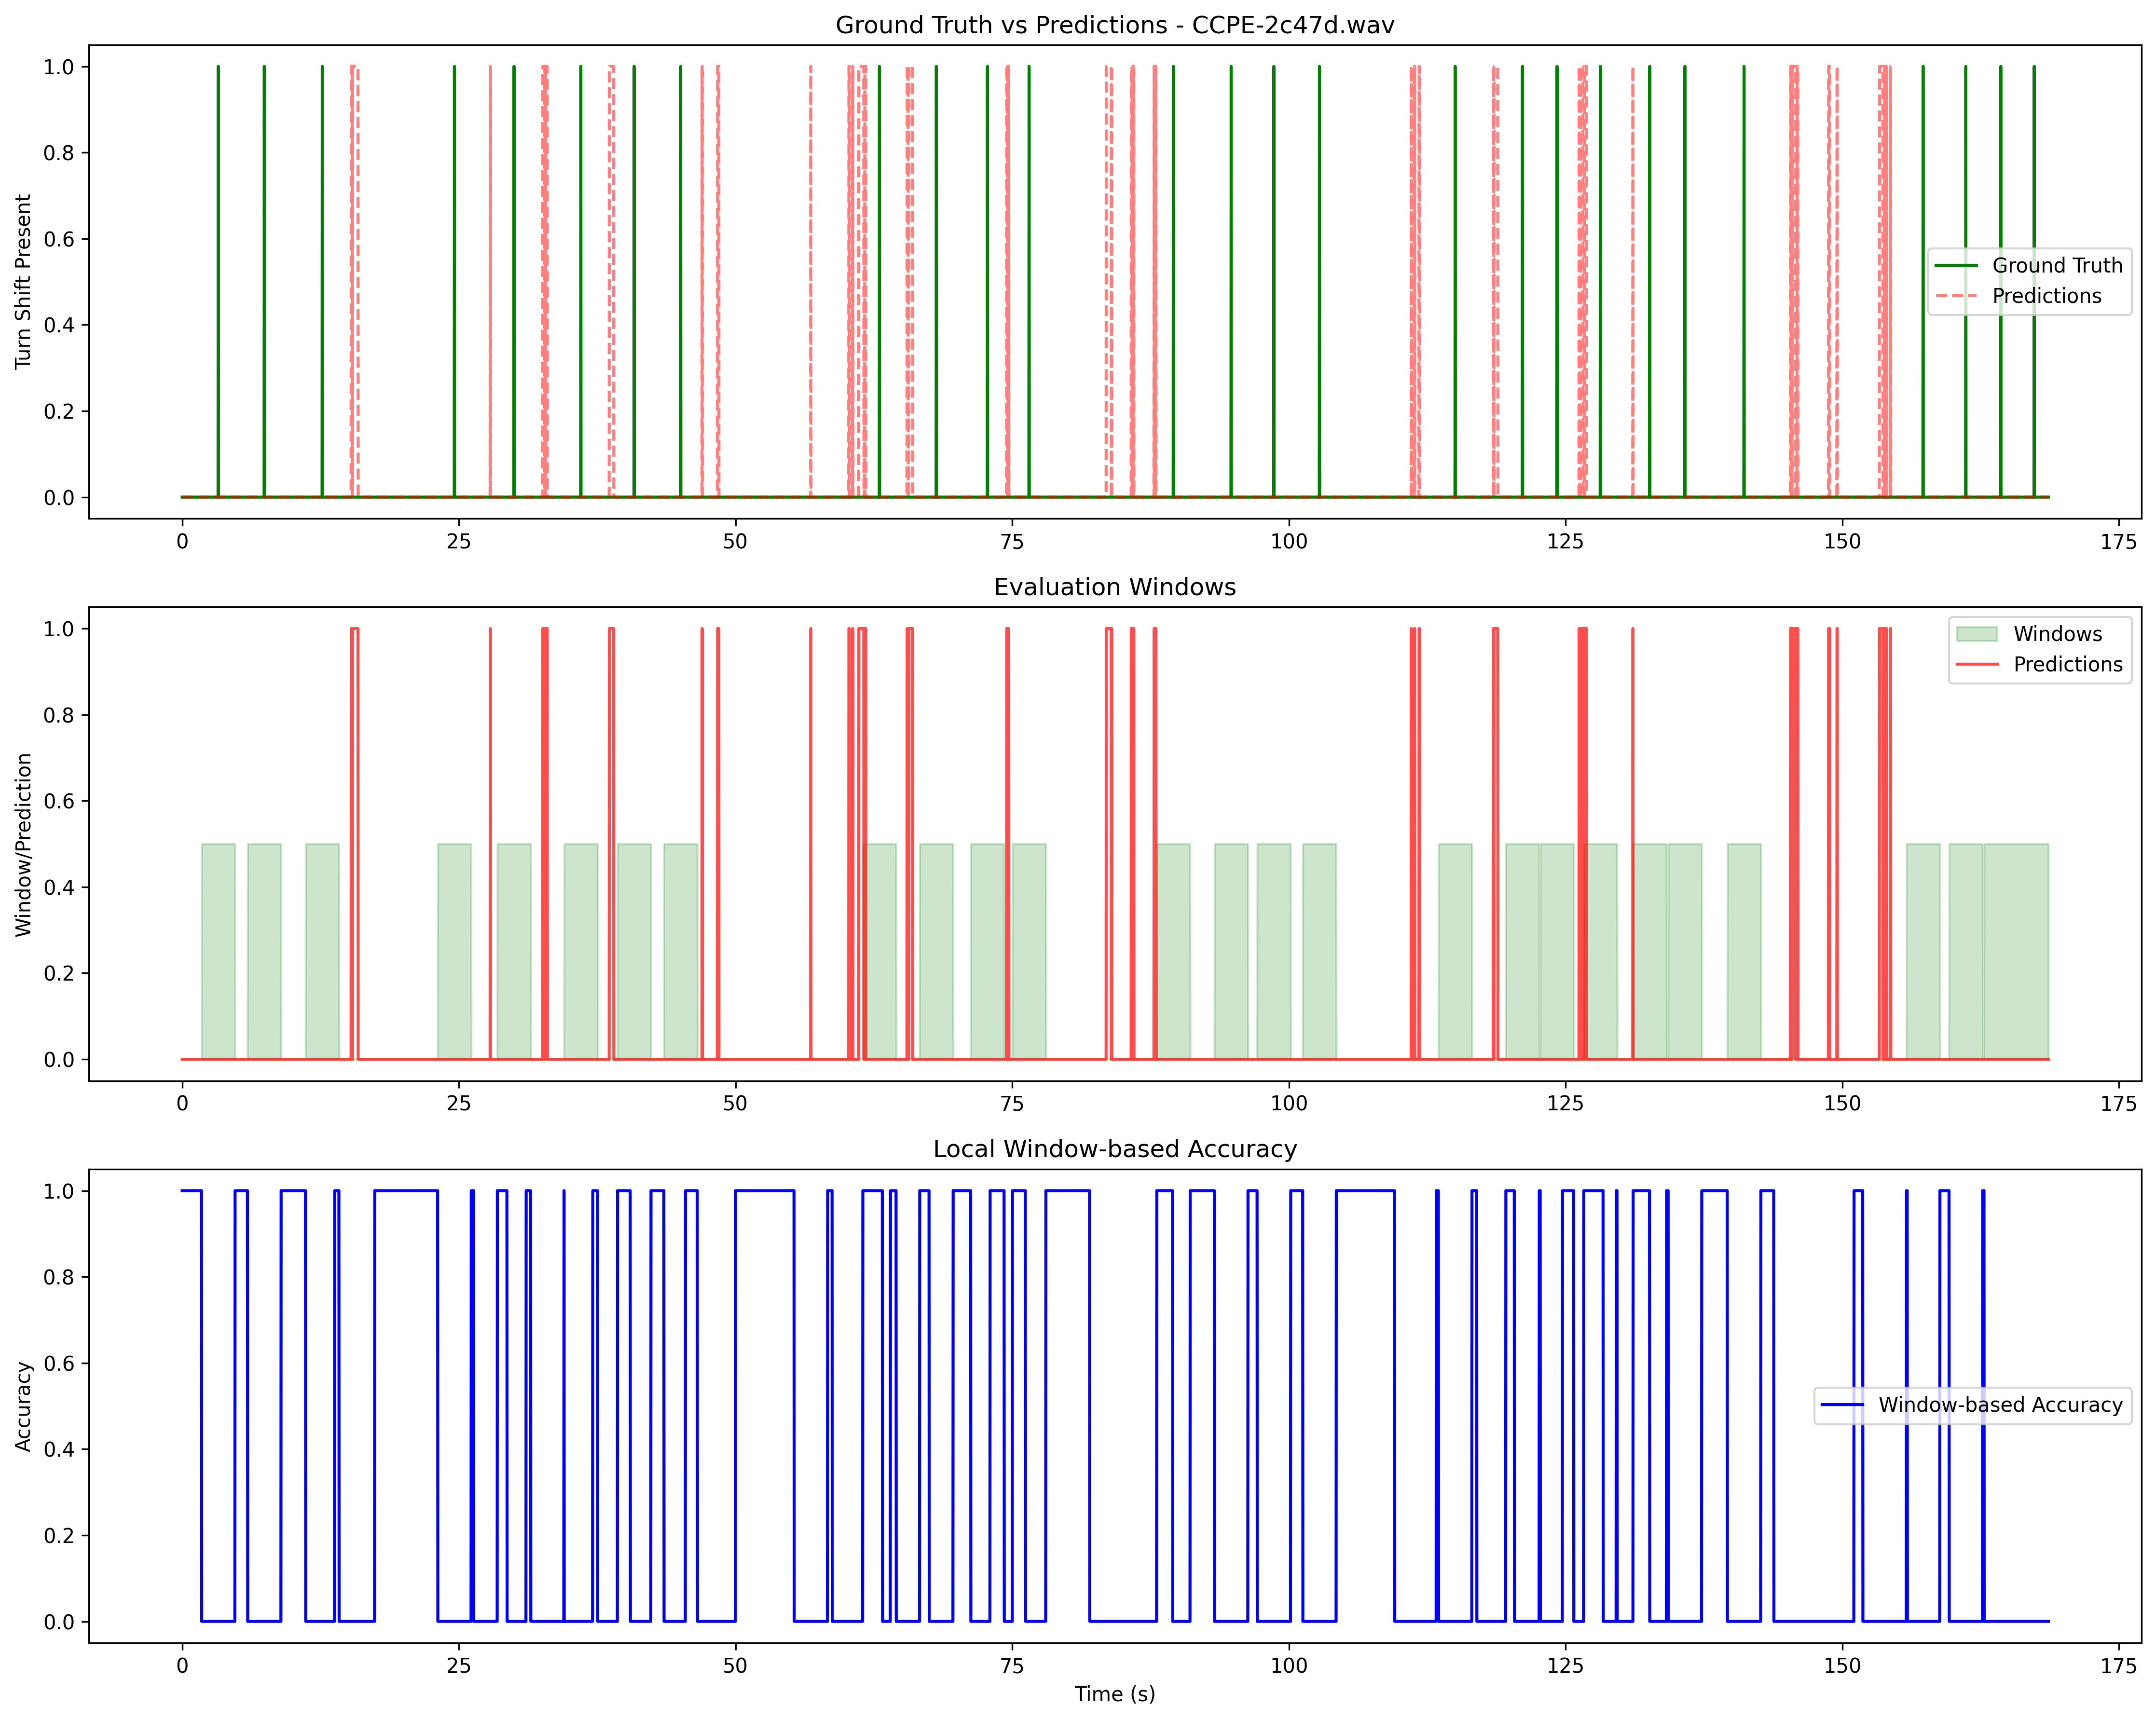 Ground Truth vs Predictions - CCPE-2c47d.wav
1.0
0.8
0.6
0.4
0.2
0.0
Turn Shift Present
Ground Truth
Predictions
0 25 50 75 100 125 150 175
Evaluation Windows
1.0
0.8
0.6
0.4
0.2
0.0
Window/Prediction
Windows
Predictions
0 25 50 75 100 125 150 175
Local Window-based Accuracy
1.0
0.8
0.6
0.4
0.2
0.0
Accuracy
Window-based Accuracy
0 25 50 75 100 125 150 175
Time (s)